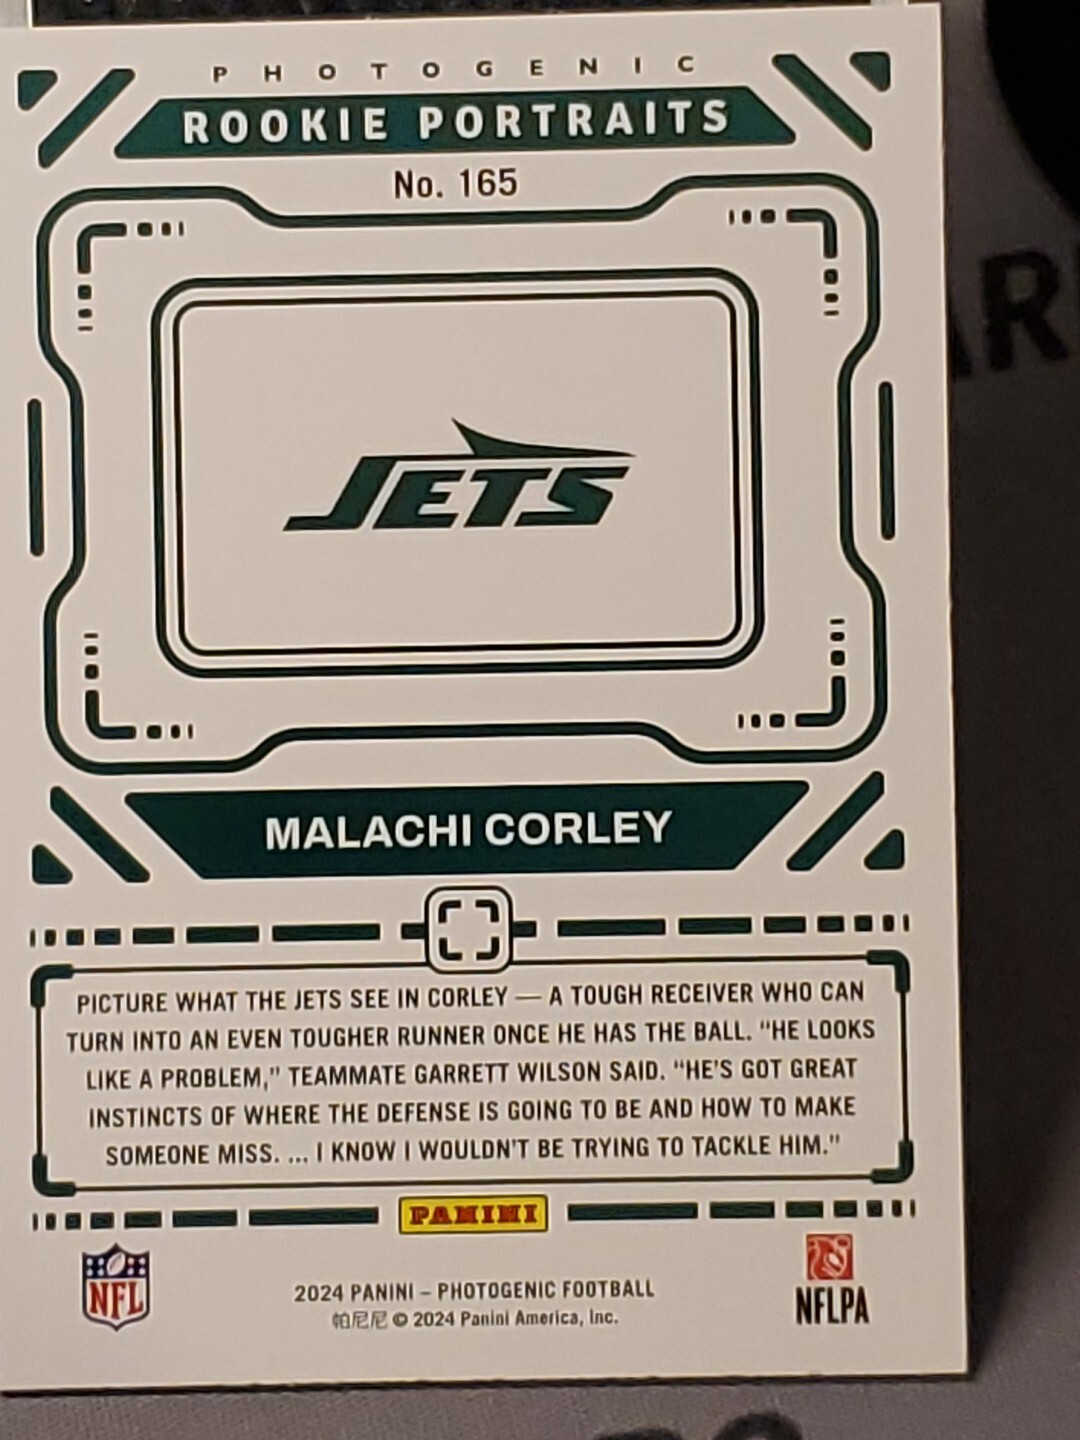 PHOTOGENIC
ROOKIE PORTRAITS
No. 165
JETS
MALACHI CORLEY
PICTURE WHAT THE JETS SEE IN CORLEY — A TOUGH RECEIVER WHO CAN
TURN INTO AN EVEN TOUGHER RUNNER ONCE HE HAS THE BALL. “HE LOOKS
LIKE A PROBLEM,” TEAMMATE GARRETT WILSON SAID. “HE’S GOT GREAT
INSTINCTS OF WHERE THE DEFENSE IS GOING TO BE AND HOW TO MAKE
SOMEONE MISS. ... I KNOW I WOULDN’T BE TRYING TO TACKLE HIM.”
PANINI
NFL
2024 PANINI – PHOTOGENIC FOOTBALL
帕尼尼 © 2024 Panini America, Inc.
NFLPA